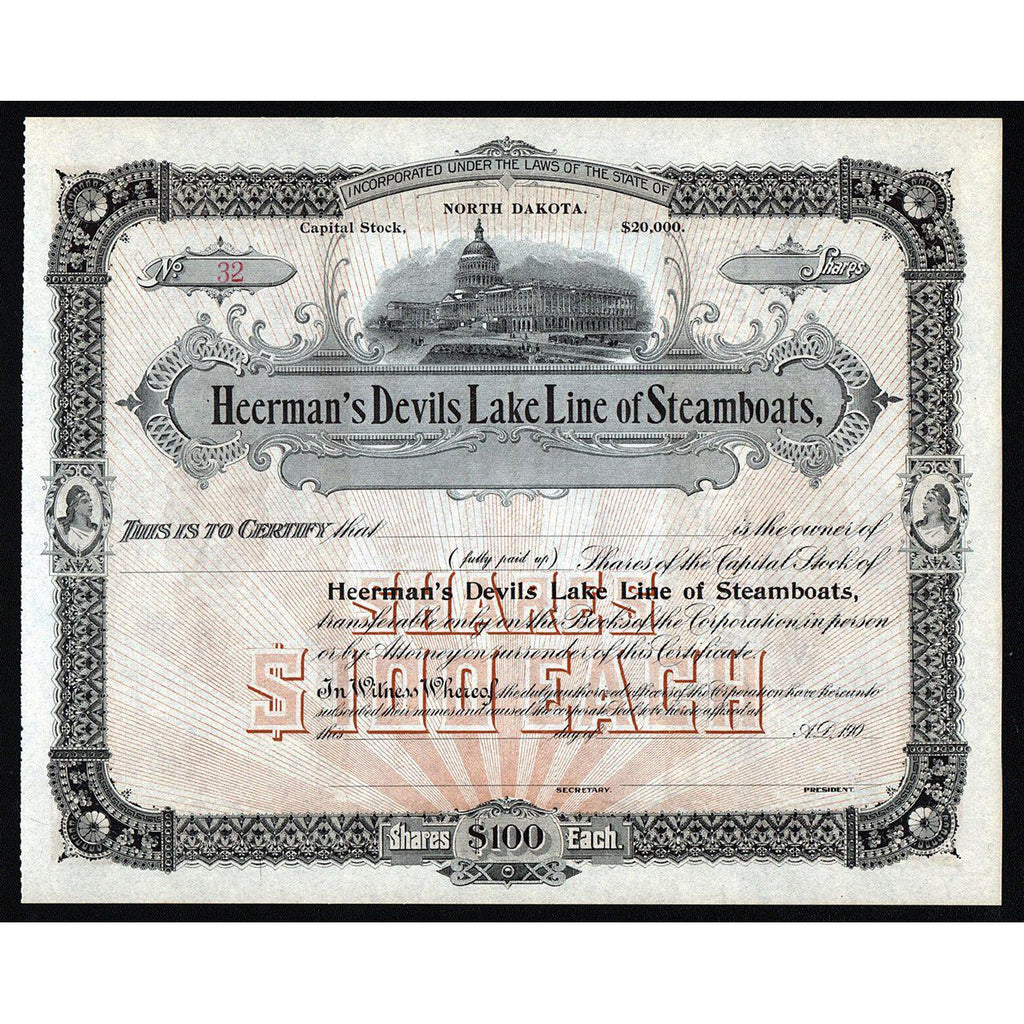 INCORPORATED UNDER THE LAWS OF THE STATE OF
NORTH DAKOTA.
Capital Stock, $20,000.
No 32 Shares
Heerman's Devils Lake Line of Steamboats,
THIS IS TO CERTIFY that is the owner of
(fully paid up) Shares of the Capital Stock of
Heerman's Devils Lake Line of Steamboats,
transferable only on the Books of the Corporation, in person
or by Attorney on surrender of this Certificate.
In Witness Whereof, the duly authorized officers of the Corporation have hereunto
subscribed their names and caused the corporate Seal to be hereto affixed at
this day of A.D. 190
SHARES
$100 EACH
SECRETARY. PRESIDENT.
Shares $100 Each.